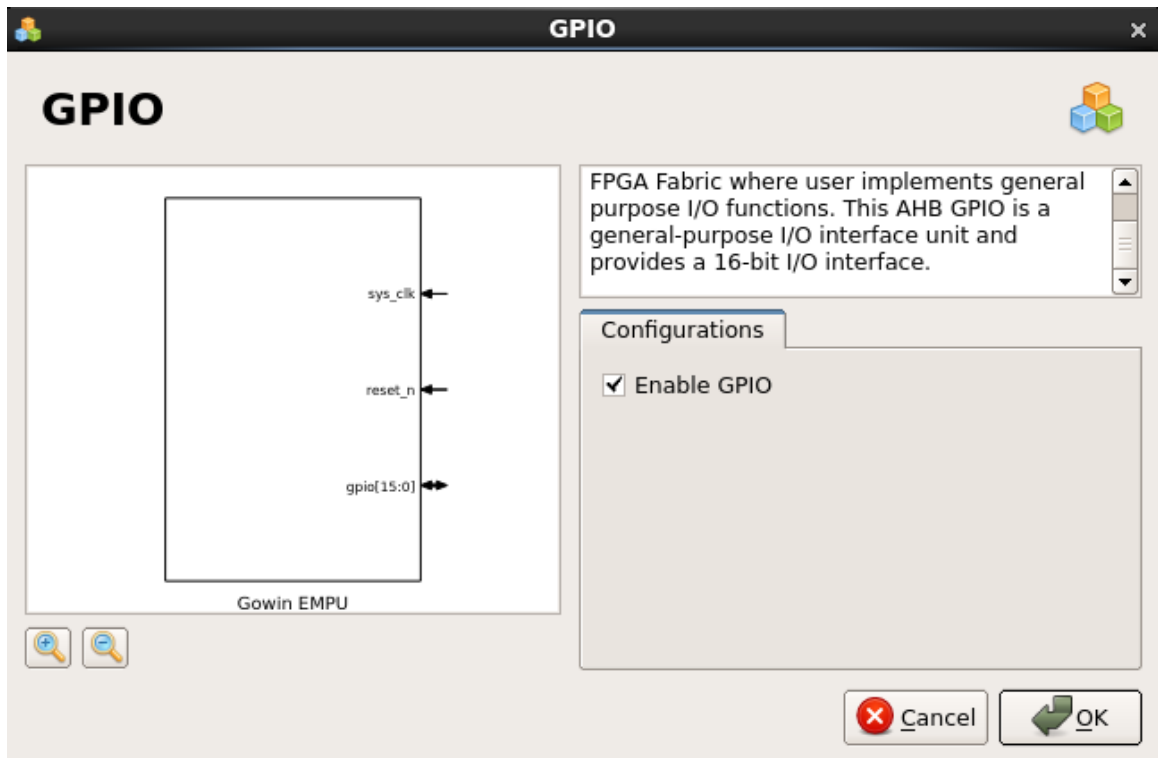 GPIO
GPIO
sys_clk
reset_n
gpio[15:0]
Gowin EMPU
FPGA Fabric where user implements general
purpose I/O functions. This AHB GPIO is a
general-purpose I/O interface unit and
provides a 16-bit I/O interface.
Configurations
Enable GPIO
Cancel
OK